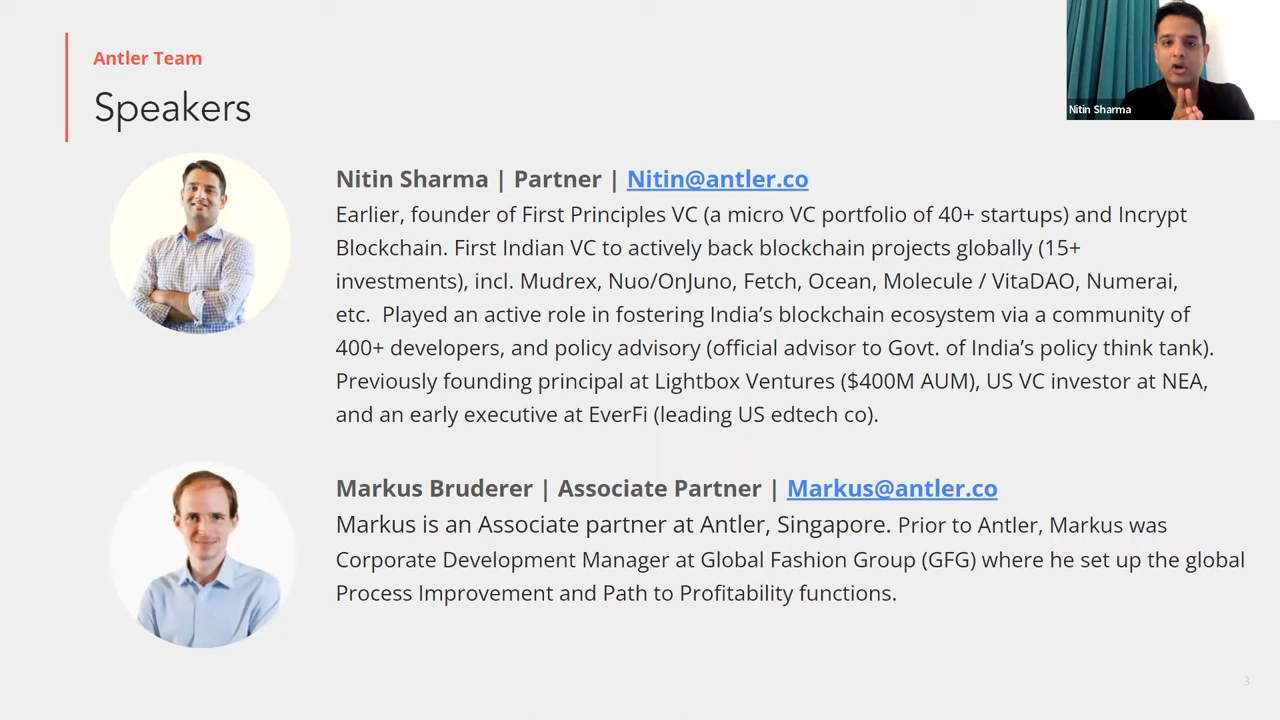 Antler Team
Speakers
Nitin Sharma
Nitin Sharma | Partner | Nitin@antler.co
Earlier, founder of First Principles VC (a micro VC portfolio of 40+ startups) and Incrypt
Blockchain. First Indian VC to actively back blockchain projects globally (15+
investments), incl. Mudrex, Nuo/OnJuno, Fetch, Ocean, Molecule / VitaDAO, Numerai,
etc.  Played an active role in fostering India’s blockchain ecosystem via a community of
400+ developers, and policy advisory (official advisor to Govt. of India’s policy think tank).
Previously founding principal at Lightbox Ventures ($400M AUM), US VC investor at NEA,
and an early executive at EverFi (leading US edtech co).
Markus Bruderer | Associate Partner | Markus@antler.co
Markus is an Associate partner at Antler, Singapore. Prior to Antler, Markus was
Corporate Development Manager at Global Fashion Group (GFG) where he set up the global
Process Improvement and Path to Profitability functions.
3